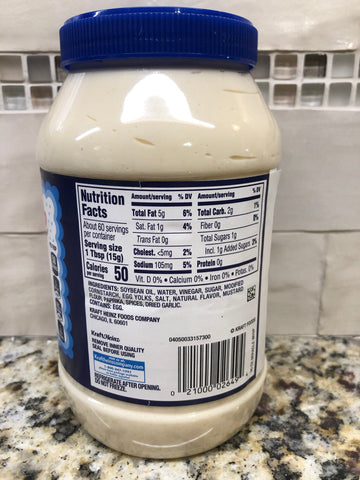 Nutrition Facts
About 60 servings per container
Serving size
1 Tbsp (15g)
Calories per serving 50
Amount/serving % DV
Total Fat 5g 6%
Sat. Fat 1g 4%
Trans Fat 0g
Cholest. <5mg 2%
Sodium 105mg 5%
Amount/serving % DV
Total Carb. 2g 1%
Fiber 0g 0%
Total Sugars 1g
Incl. 1g Added Sugars 3%
Protein 0g
Vit. D 0% • Calcium 0% • Iron 0% • Potas. 0%
INGREDIENTS: SOYBEAN OIL, WATER, VINEGAR, SUGAR, MODIFIED
CORNSTARCH, EGG YOLKS, SALT, NATURAL FLAVOR, MUSTARD
FLOUR, PAPRIKA, SPICES, DRIED GARLIC.
CONTAINS: EGG.
KRAFT HEINZ FOODS COMPANY
CHICAGO, IL 60601
© KRAFT FOODS
KraftHeinz
REMOVE INNER QUALITY
SEAL BEFORE USING
04050033157300
REFRIGERATE AFTER OPENING.
DO NOT FREEZE.
0 21000 02649